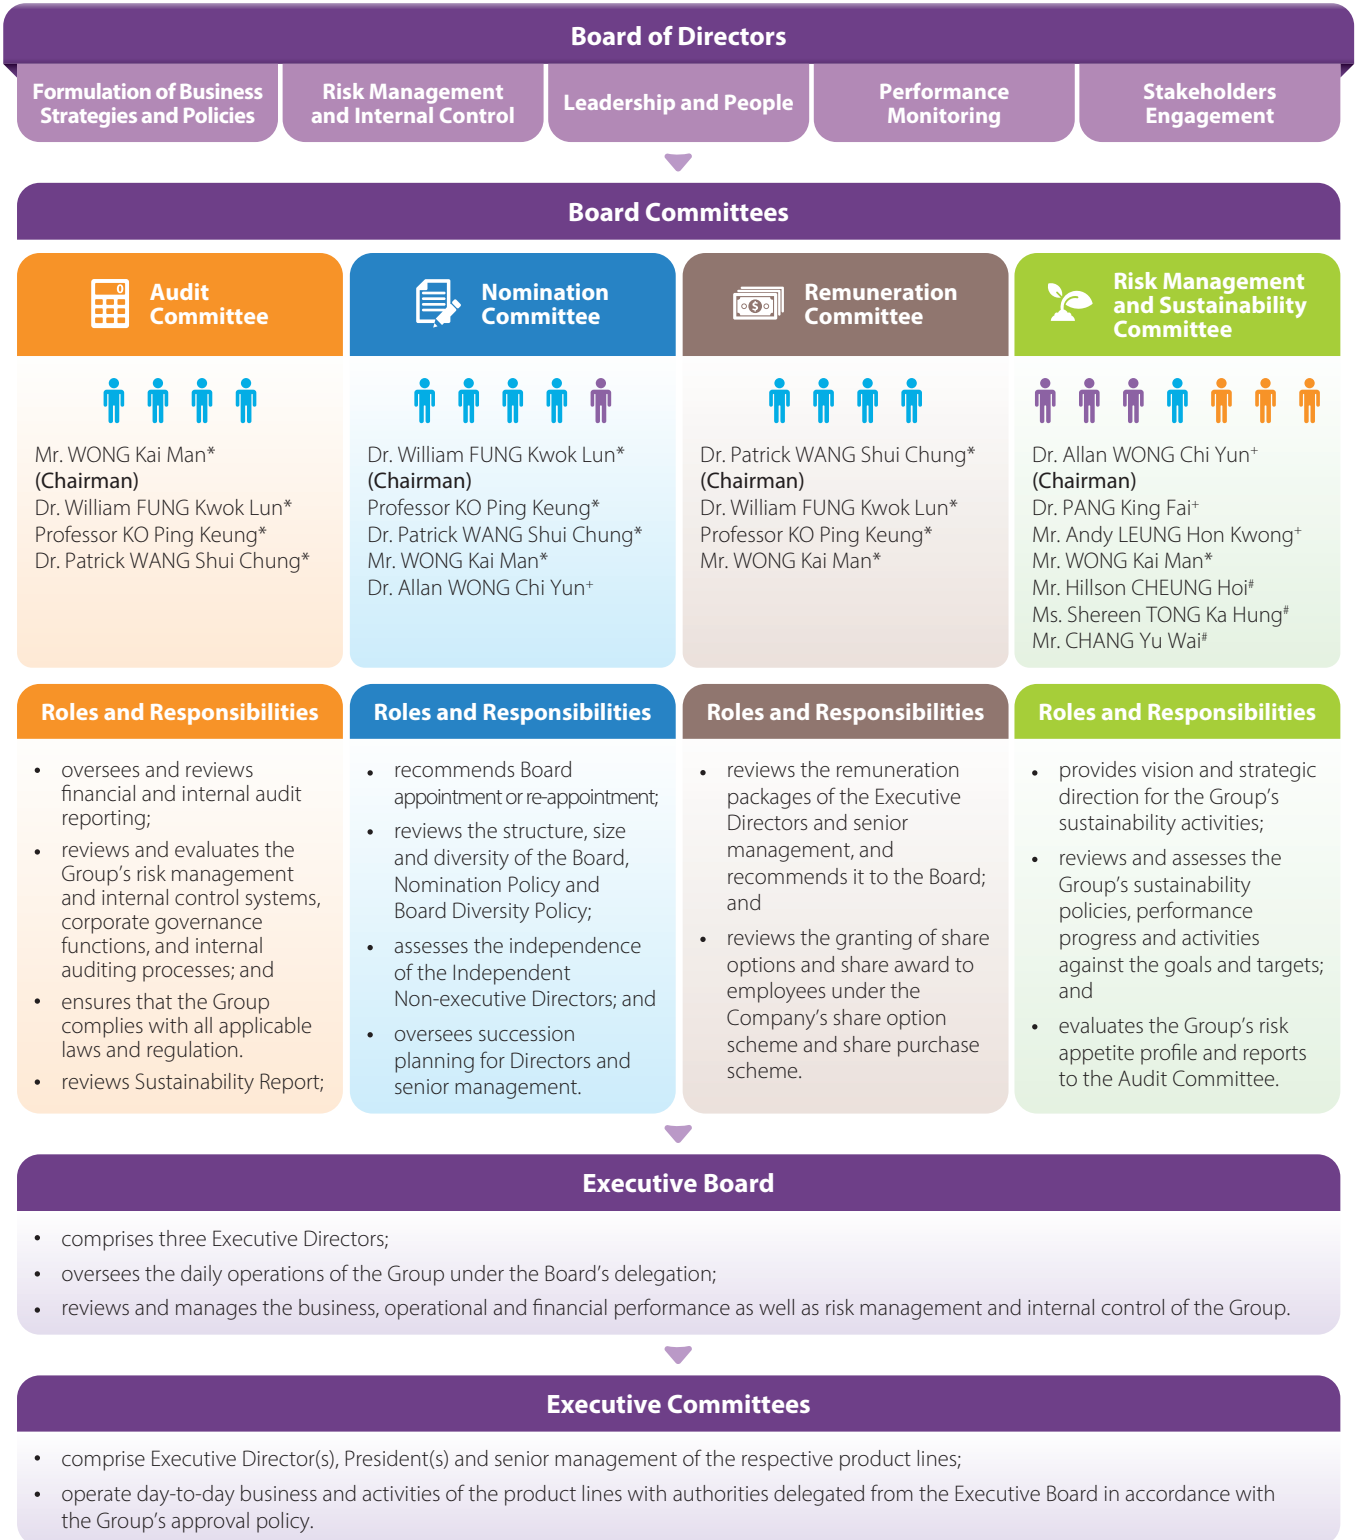 Board of Directors
Formulation of Business
Strategies and Policies
Risk Management
and Internal Control
Leadership and People
Performance
Monitoring
Stakeholders
Engagement
Board Committees
0
Audit
Committee
Mr. WONG Kai Man*
(Chairman)
Dr. William FUNG Kwok Lun*
Professor KO Ping Keung*
Dr. Patrick WANG Shui Chung*
Roles and Responsibilities
• oversees and reviews
financial and internal audit
reporting;
• reviews and evaluates the
Group’s risk management
and internal control systems,
corporate governance
functions, and internal
auditing processes; and
• ensures that the Group
complies with all applicable
laws and regulation.
• reviews Sustainability Report;
Nomination
Committee
Dr. William FUNG Kwok Lun*
(Chairman)
Professor KO Ping Keung*
Dr. Patrick WANG Shui Chung*
Mr. WONG Kai Man*
Dr. Allan WONG Chi Yun+
Roles and Responsibilities
• recommends Board
appointment or re-appointment;
• reviews the structure, size
and diversity of the Board,
Nomination Policy and
Board Diversity Policy;
• assesses the independence
of the Independent
Non-executive Directors; and
• oversees succession
planning for Directors and
senior management.
$
Remuneration
Committee
Dr. Patrick WANG Shui Chung*
(Chairman)
Dr. William FUNG Kwok Lun*
Professor KO Ping Keung*
Mr. WONG Kai Man*
Roles and Responsibilities
• reviews the remuneration
packages of the Executive
Directors and senior
management, and
recommends it to the Board;
and
• reviews the granting of share
options and share award to
employees under the
Company’s share option
scheme and share purchase
scheme.
Risk Management
and Sustainability
Committee
Dr. Allan WONG Chi Yun+
(Chairman)
Dr. PANG King Fai+
Mr. Andy LEUNG Hon Kwong+
Mr. WONG Kai Man*
Mr. Hillson CHEUNG Hoi#
Ms. Shereen TONG Ka Hung#
Mr. CHANG Yu Wai#
Roles and Responsibilities
• provides vision and strategic
direction for the Group’s
sustainability activities;
• reviews and assesses the
Group’s sustainability
policies, performance
progress and activities
against the goals and targets;
and
• evaluates the Group’s risk
appetite profile and reports
to the Audit Committee.
Executive Board
• comprises three Executive Directors;
• oversees the daily operations of the Group under the Board’s delegation;
• reviews and manages the business, operational and financial performance as well as risk management and internal control of the Group.
Executive Committees
• comprise Executive Director(s), President(s) and senior management of the respective product lines;
• operate day-to-day business and activities of the product lines with authorities delegated from the Executive Board in accordance with
the Group’s approval policy.